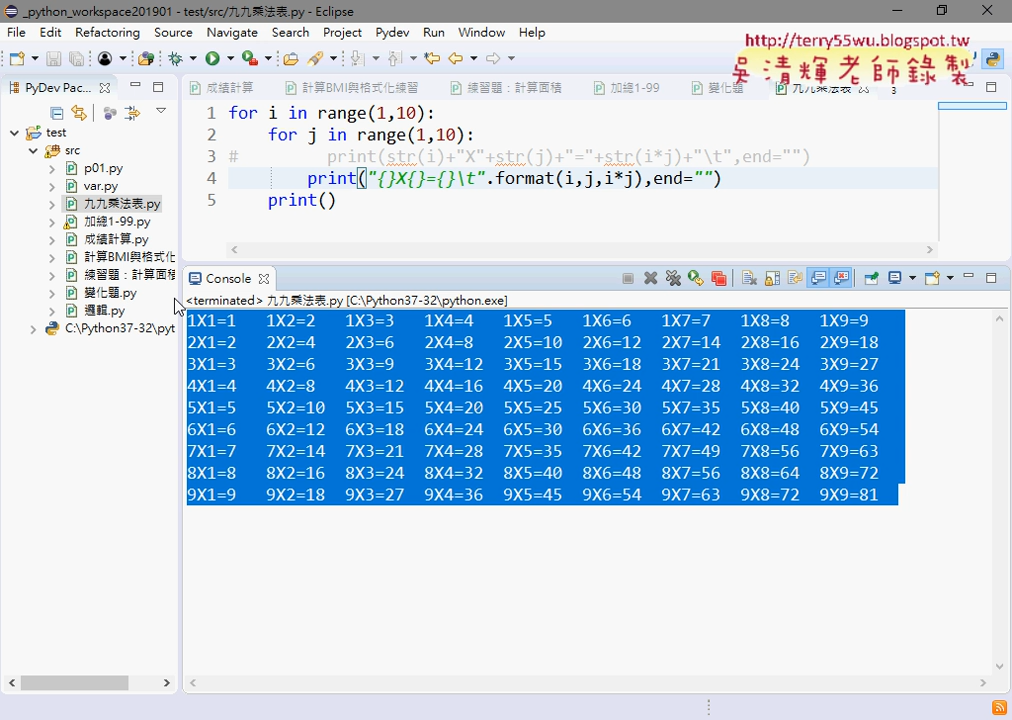 _python_workspace201901 - test/src/九九乘法表.py - Eclipse
File Edit Refactoring Source Navigate Search Project Pydev Run Window Help
http://terry55wu.blogspot.tw
吳清輝老師錄製
PyDev Pac...
成績計算 計算BMI與格式化練習 練習題：計算面積 加總1-99 變化題 九九乘法表
test
src
p01.py
var.py
九九乘法表.py
加總1-99.py
成績計算.py
計算BMI與格式化
練習題：計算面積
變化題.py
邏輯.py
C:\Python37-32\pyt
1 for i in range(1,10):
2 for j in range(1,10):
3 # print(str(i)+"X"+str(j)+"="+str(i*j)+"\t",end="")
4 print("{}X{}={}\t".format(i,j,i*j),end="")
5 print()
Console
<terminated> 九九乘法表.py [C:\Python37-32\python.exe]
1X1=1 1X2=2 1X3=3 1X4=4 1X5=5 1X6=6 1X7=7 1X8=8 1X9=9
2X1=2 2X2=4 2X3=6 2X4=8 2X5=10 2X6=12 2X7=14 2X8=16 2X9=18
3X1=3 3X2=6 3X3=9 3X4=12 3X5=15 3X6=18 3X7=21 3X8=24 3X9=27
4X1=4 4X2=8 4X3=12 4X4=16 4X5=20 4X6=24 4X7=28 4X8=32 4X9=36
5X1=5 5X2=10 5X3=15 5X4=20 5X5=25 5X6=30 5X7=35 5X8=40 5X9=45
6X1=6 6X2=12 6X3=18 6X4=24 6X5=30 6X6=36 6X7=42 6X8=48 6X9=54
7X1=7 7X2=14 7X3=21 7X4=28 7X5=35 7X6=42 7X7=49 7X8=56 7X9=63
8X1=8 8X2=16 8X3=24 8X4=32 8X5=40 8X6=48 8X7=56 8X8=64 8X9=72
9X1=9 9X2=18 9X3=27 9X4=36 9X5=45 9X6=54 9X7=63 9X8=72 9X9=81